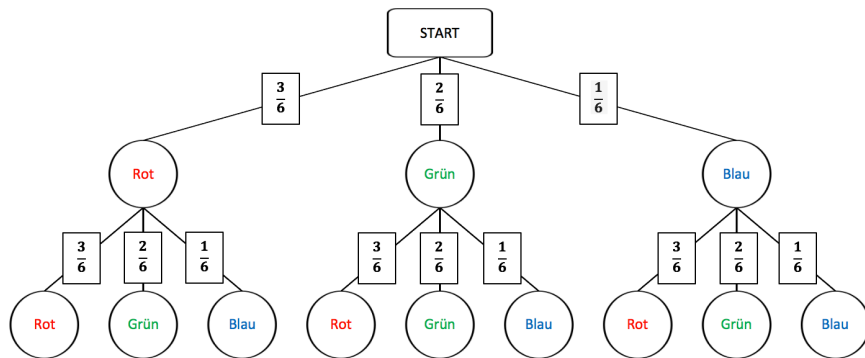 START
3/6 2/6 1/6
Rot Grün Blau
3/6 2/6 1/6 3/6 2/6 1/6 3/6 2/6 1/6
Rot Grün Blau Rot Grün Blau Rot Grün Blau